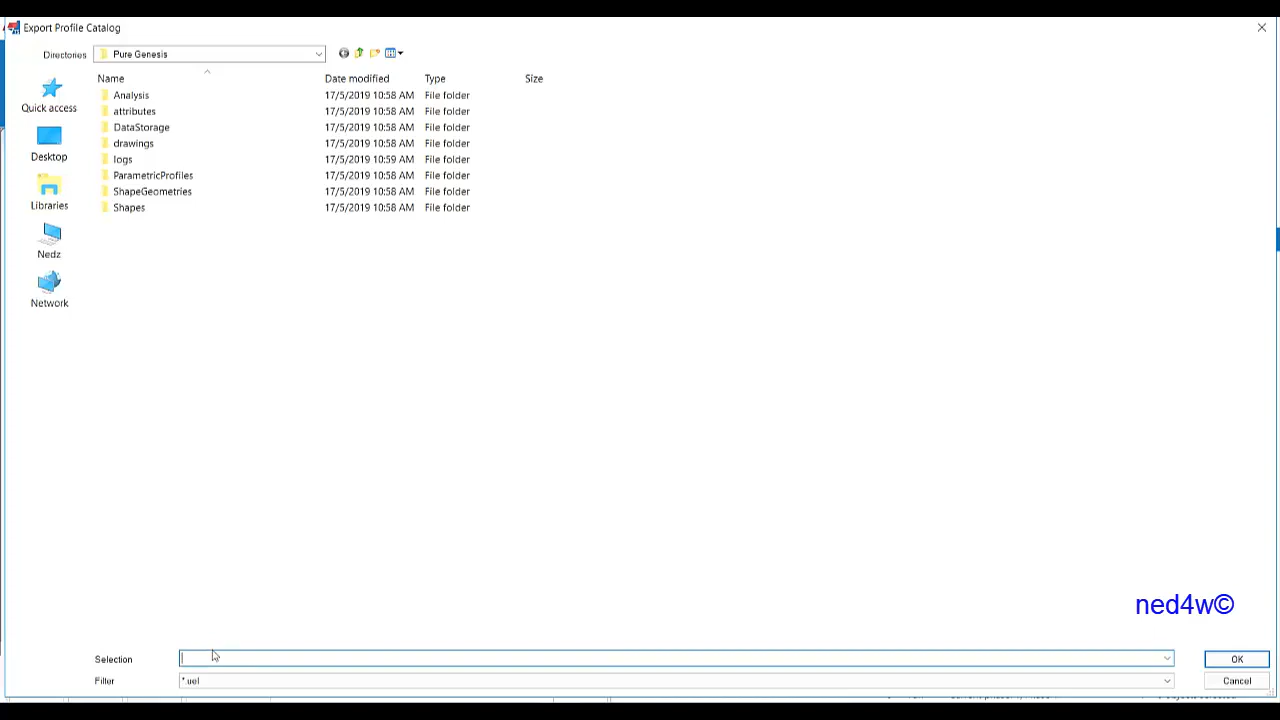 Export Profile Catalog
Directories Pure Genesis
Name Date modified Type Size
Analysis 17/5/2019 10:58 AM File folder
attributes 17/5/2019 10:58 AM File folder
DataStorage 17/5/2019 10:58 AM File folder
drawings 17/5/2019 10:58 AM File folder
logs 17/5/2019 10:59 AM File folder
ParametricProfiles 17/5/2019 10:58 AM File folder
ShapeGeometries 17/5/2019 10:58 AM File folder
Shapes 17/5/2019 10:58 AM File folder
Quick access
Desktop
Libraries
Nedz
Network
ned4w©
Selection OK
Filter *.uel Cancel